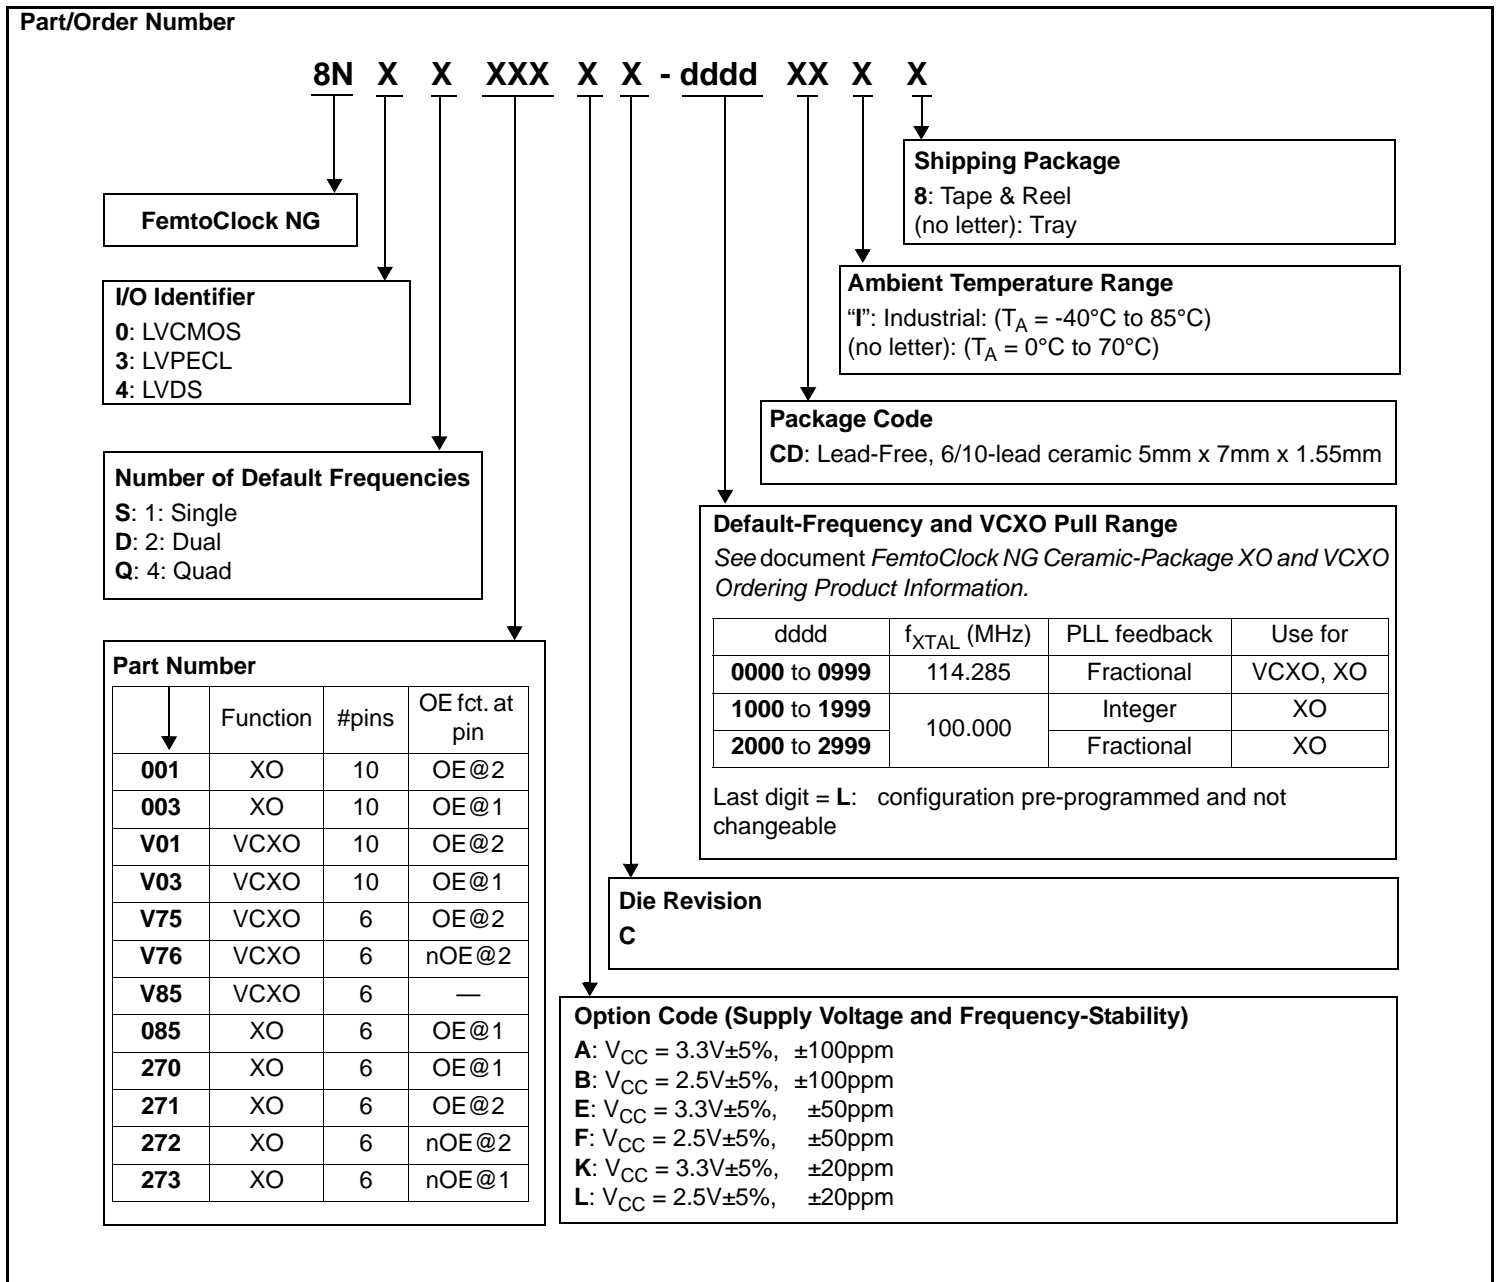 Part/Order Number
8N X X XXX X X - dddd XX X X
Shipping Package
8: Tape & Reel
(no letter): Tray
FemtoClock NG
Ambient Temperature Range
“I”: Industrial: (TA = -40°C to 85°C)
(no letter): (TA = 0°C to 70°C)
I/O Identifier
0: LVCMOS
3: LVPECL
4: LVDS
Package Code
CD: Lead-Free, 6/10-lead ceramic 5mm x 7mm x 1.55mm
Number of Default Frequencies
S: 1: Single
D: 2: Dual
Q: 4: Quad
Default-Frequency and VCXO Pull Range
See document FemtoClock NG Ceramic-Package XO and VCXO
Ordering Product Information.
dddd fXTAL (MHz) PLL feedback Use for
0000 to 0999 114.285 Fractional VCXO, XO
1000 to 1999 100.000 Integer XO
2000 to 2999 Fractional XO
Last digit = L: configuration pre-programmed and not
changeable
Part Number
Function #pins OE fct. at
pin
001 XO 10 OE@2
003 XO 10 OE@1
V01 VCXO 10 OE@2
V03 VCXO 10 OE@1
V75 VCXO 6 OE@2
V76 VCXO 6 nOE@2
V85 VCXO 6 —
085 XO 6 OE@1
270 XO 6 OE@1
271 XO 6 OE@2
272 XO 6 nOE@2
273 XO 6 nOE@1
Die Revision
C
Option Code (Supply Voltage and Frequency-Stability)
A: VCC = 3.3V±5%, ±100ppm
B: VCC = 2.5V±5%, ±100ppm
E: VCC = 3.3V±5%, ±50ppm
F: VCC = 2.5V±5%, ±50ppm
K: VCC = 3.3V±5%, ±20ppm
L: VCC = 2.5V±5%, ±20ppm